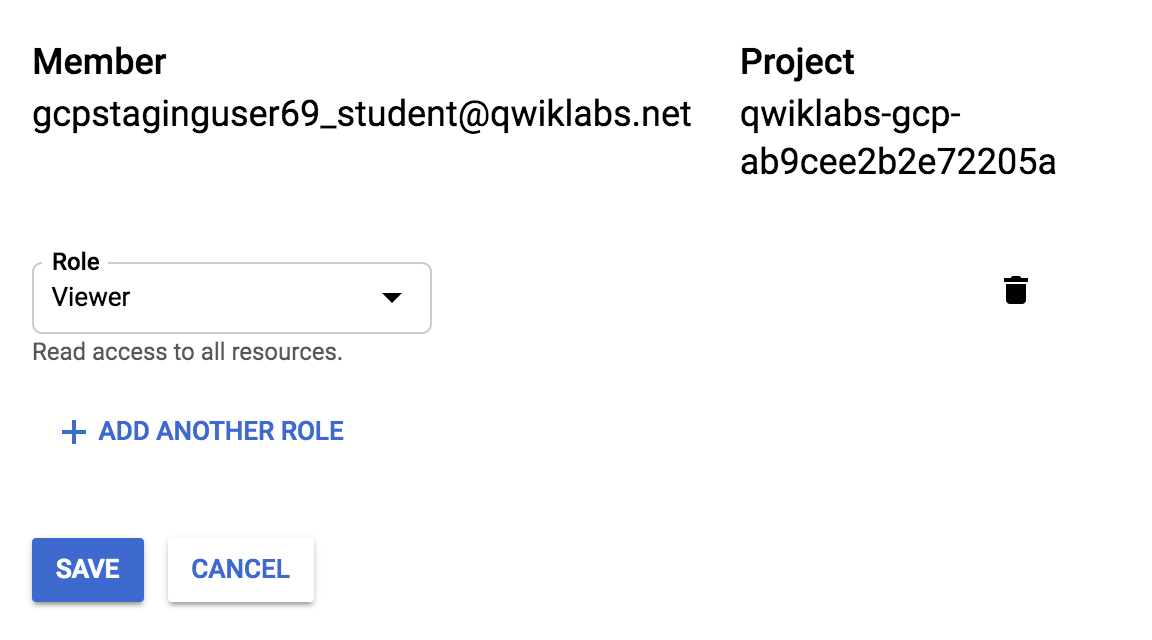 Member
gcpstaginguser69_student@qwiklabs.net
Project
qwiklabs-gcp-
ab9cee2b2e72205a
Role
Viewer
Read access to all resources.
ADD ANOTHER ROLE
SAVE
CANCEL